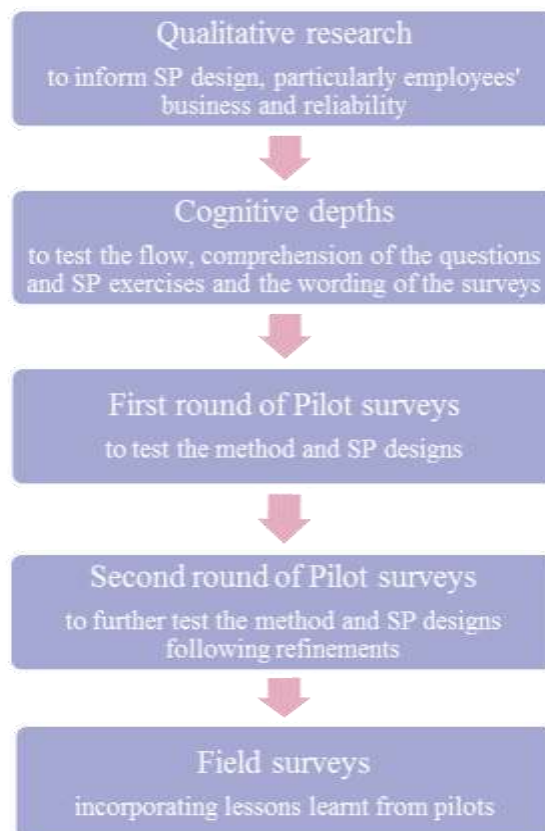 Qualitative research
to inform SP design, particularly employees'
business and reliability
Cognitive depths
to test the flow, comprehension of the questions
and SP exercises and the wording of the surveys
First round of Pilot surveys
to test the method and SP designs
Second round of Pilot surveys
to further test the method and SP designs
following refinements
Field surveys
incorporating lessons learnt from pilots